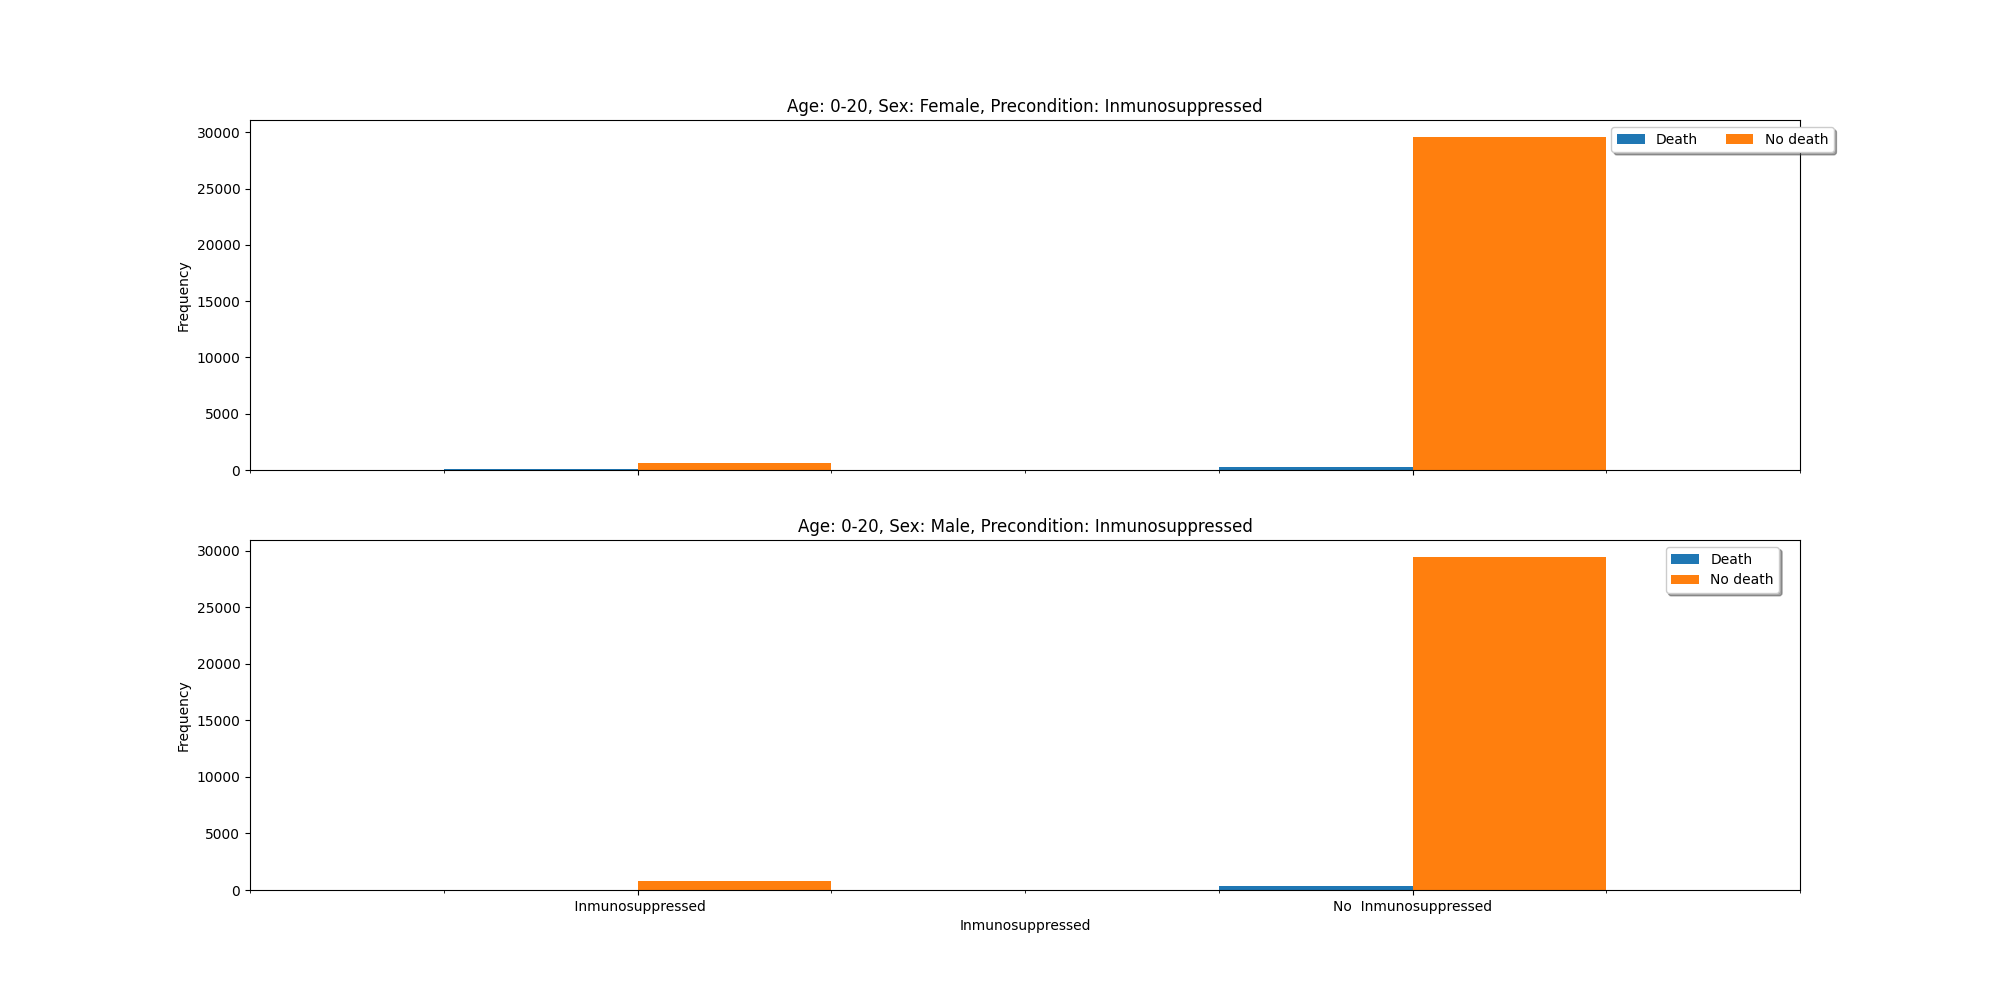 Age: 0-20, Sex: Female, Precondition: Inmunosuppressed
Death No death
30000
25000
20000
15000
10000
5000
0
Frequency
Age: 0-20, Sex: Male, Precondition: Inmunosuppressed
Death
No death
30000
25000
20000
15000
10000
5000
0
Frequency
Inmunosuppressed No Inmunosuppressed
Inmunosuppressed